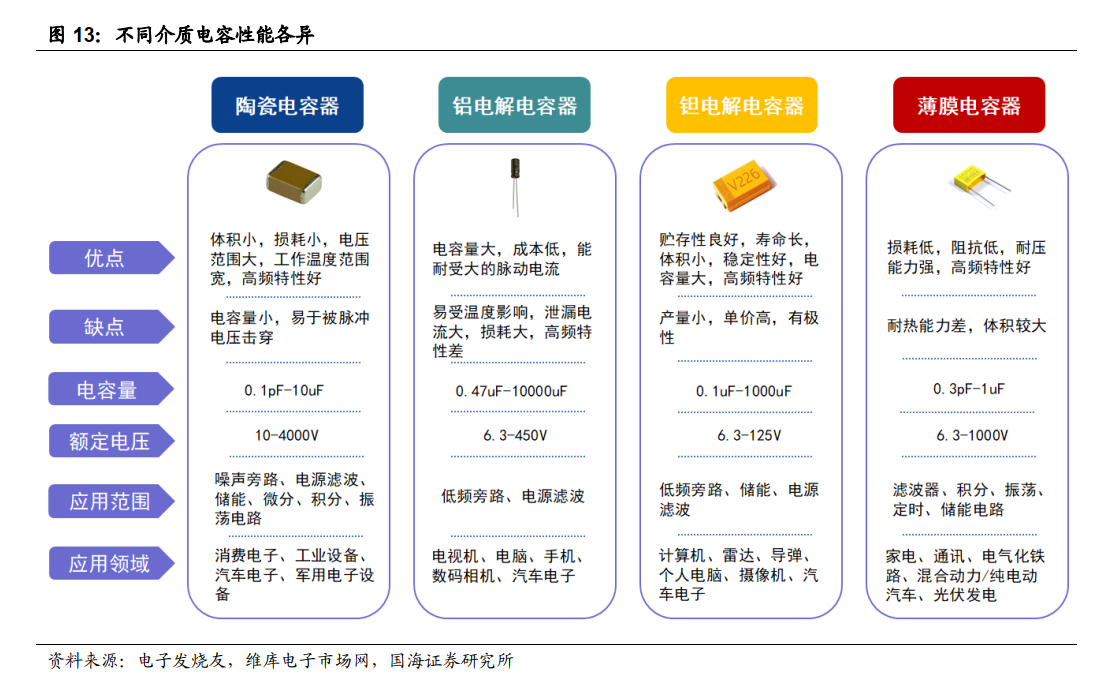 图 13：不同介质电容性能各异
陶瓷电容器
铝电解电容器
钽电解电容器
薄膜电容器
V226
优点
体积小，损耗小，电压
范围大，工作温度范围
宽，高频特性好
电容量大，成本低，能
耐受大的脉动电流
贮存性良好，寿命长，
体积小，稳定性好，电
容量大，高频特性好
损耗低，阻抗低，耐压
能力强，高频特性好
缺点
电容量小，易于被脉冲
电压击穿
易受温度影响，泄漏电
流大，损耗大，高频特
性差
产量小，单价高，有极
性
耐热能力差，体积较大
电容量
0.1pF-10uF
0.47uF-10000uF
0.1uF-1000uF
0.3pF-1uF
额定电压
10-4000V
6.3-450V
6.3-125V
6.3-1000V
应用范围
噪声旁路、电源滤波、
储能、微分、积分、振
荡电路
低频旁路、电源滤波
低频旁路、储能、电源
滤波
滤波器、积分、振荡、
定时、储能电路
应用领域
消费电子、工业设备、
汽车电子、军用电子设
备
电视机、电脑、手机、
数码相机、汽车电子
计算机、雷达、导弹、
个人电脑、摄像机、汽
车电子
家电、通讯、电气化铁
路、混合动力/纯电动
汽车、光伏发电
资料来源：电子发烧友，维库电子市场网，国海证券研究所